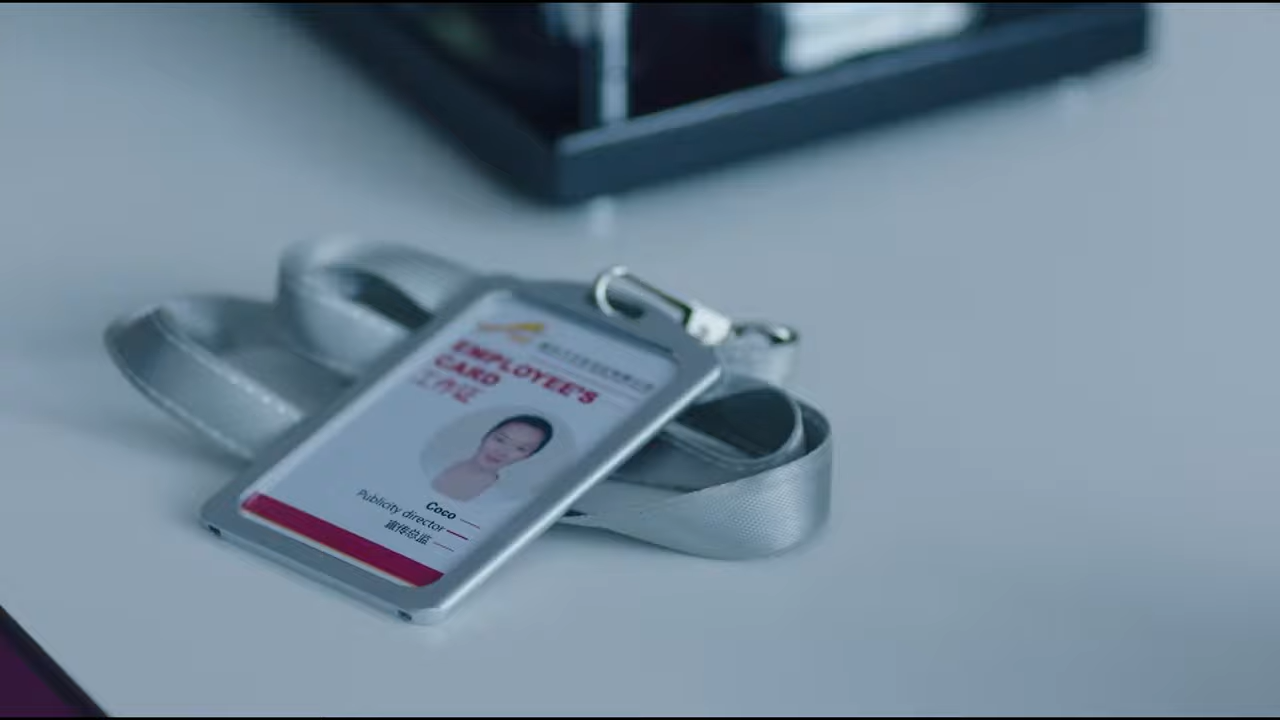 EMPLOYEE'S
CARD
工作证
Coco
Publicity director
宣传总监